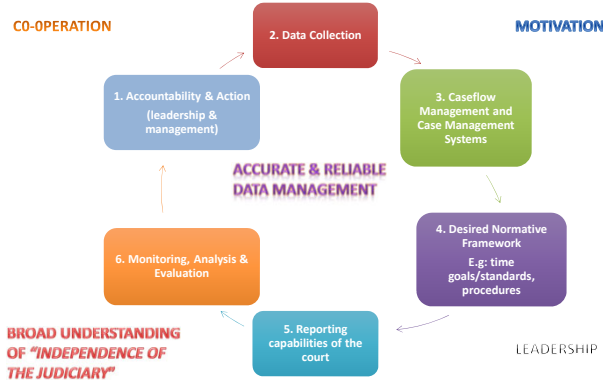 C0-0PERATION
MOTIVATION
2. Data Collection
1. Accountability & Action
(leadership &
management)
3. Caseflow
Management and
Case Management
Systems
ACCURATE & RELIABLE
DATA MANAGEMENT
4. Desired Normative
Framework
E.g: time
goals/standards,
procedures
6. Monitoring, Analysis &
Evaluation
5. Reporting
capabilities of the
court
BROAD UNDERSTANDING
OF "INDEPENDENCE OF
THE JUDICIARY"
LEADERSHIP